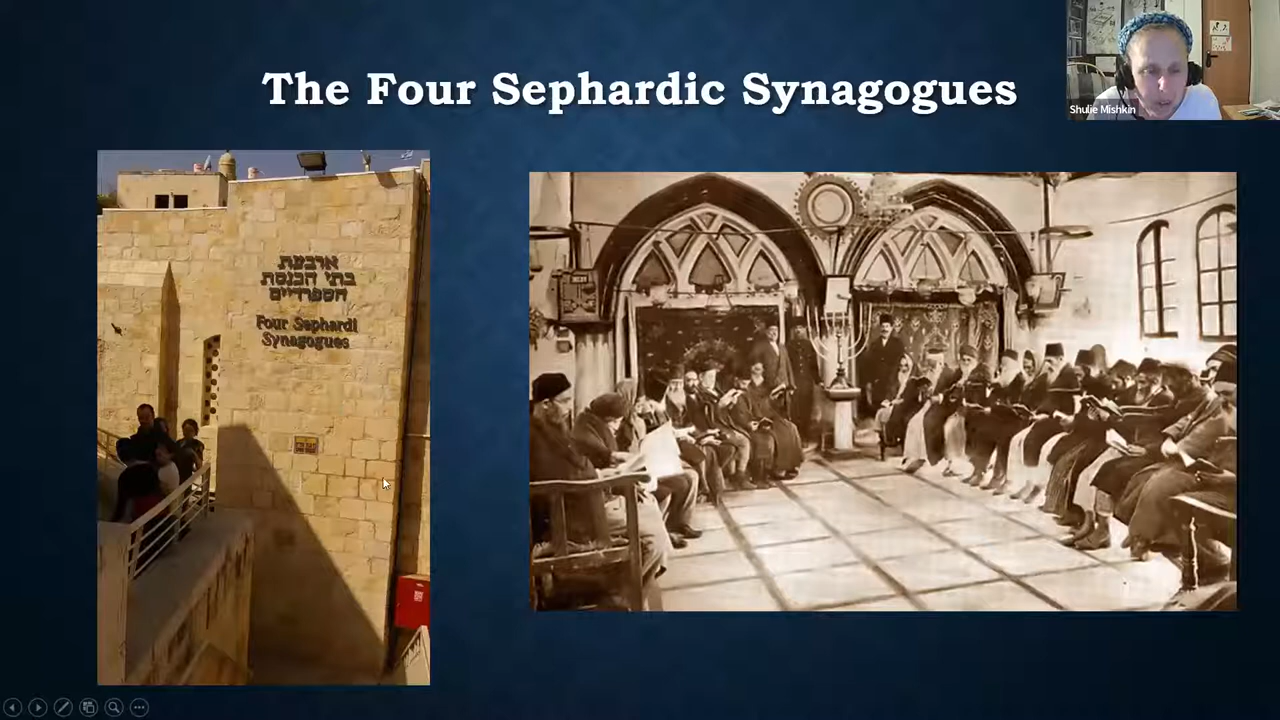 The Four Sephardic Synagogues
Shulie Mishkin
ארבעת
בתי הכנסת
הספרדיים
Four Sephardi
Synagogues